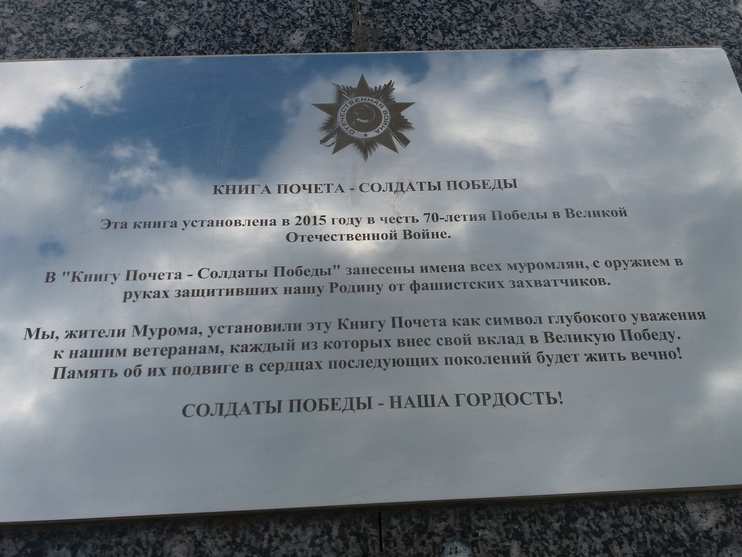 ОТЕЧЕСТВЕННАЯ ВОЙНА
КНИГА ПОЧЕТА - СОЛДАТЫ ПОБЕДЫ
Эта книга установлена в 2015 году в честь 70-летия Победы в Великой
Отечественной Войне.
В "Книгу Почета - Солдаты Победы" занесены имена всех муромлян, с оружием в
руках защитивших нашу Родину от фашистских захватчиков.
Мы, жители Мурома, установили эту Книгу Почета как символ глубокого уважения
к нашим ветеранам, каждый из которых внес свой вклад в Великую Победу.
Память об их подвиге в сердцах последующих поколений будет жить вечно!
СОЛДАТЫ ПОБЕДЫ - НАША ГОРДОСТЬ!